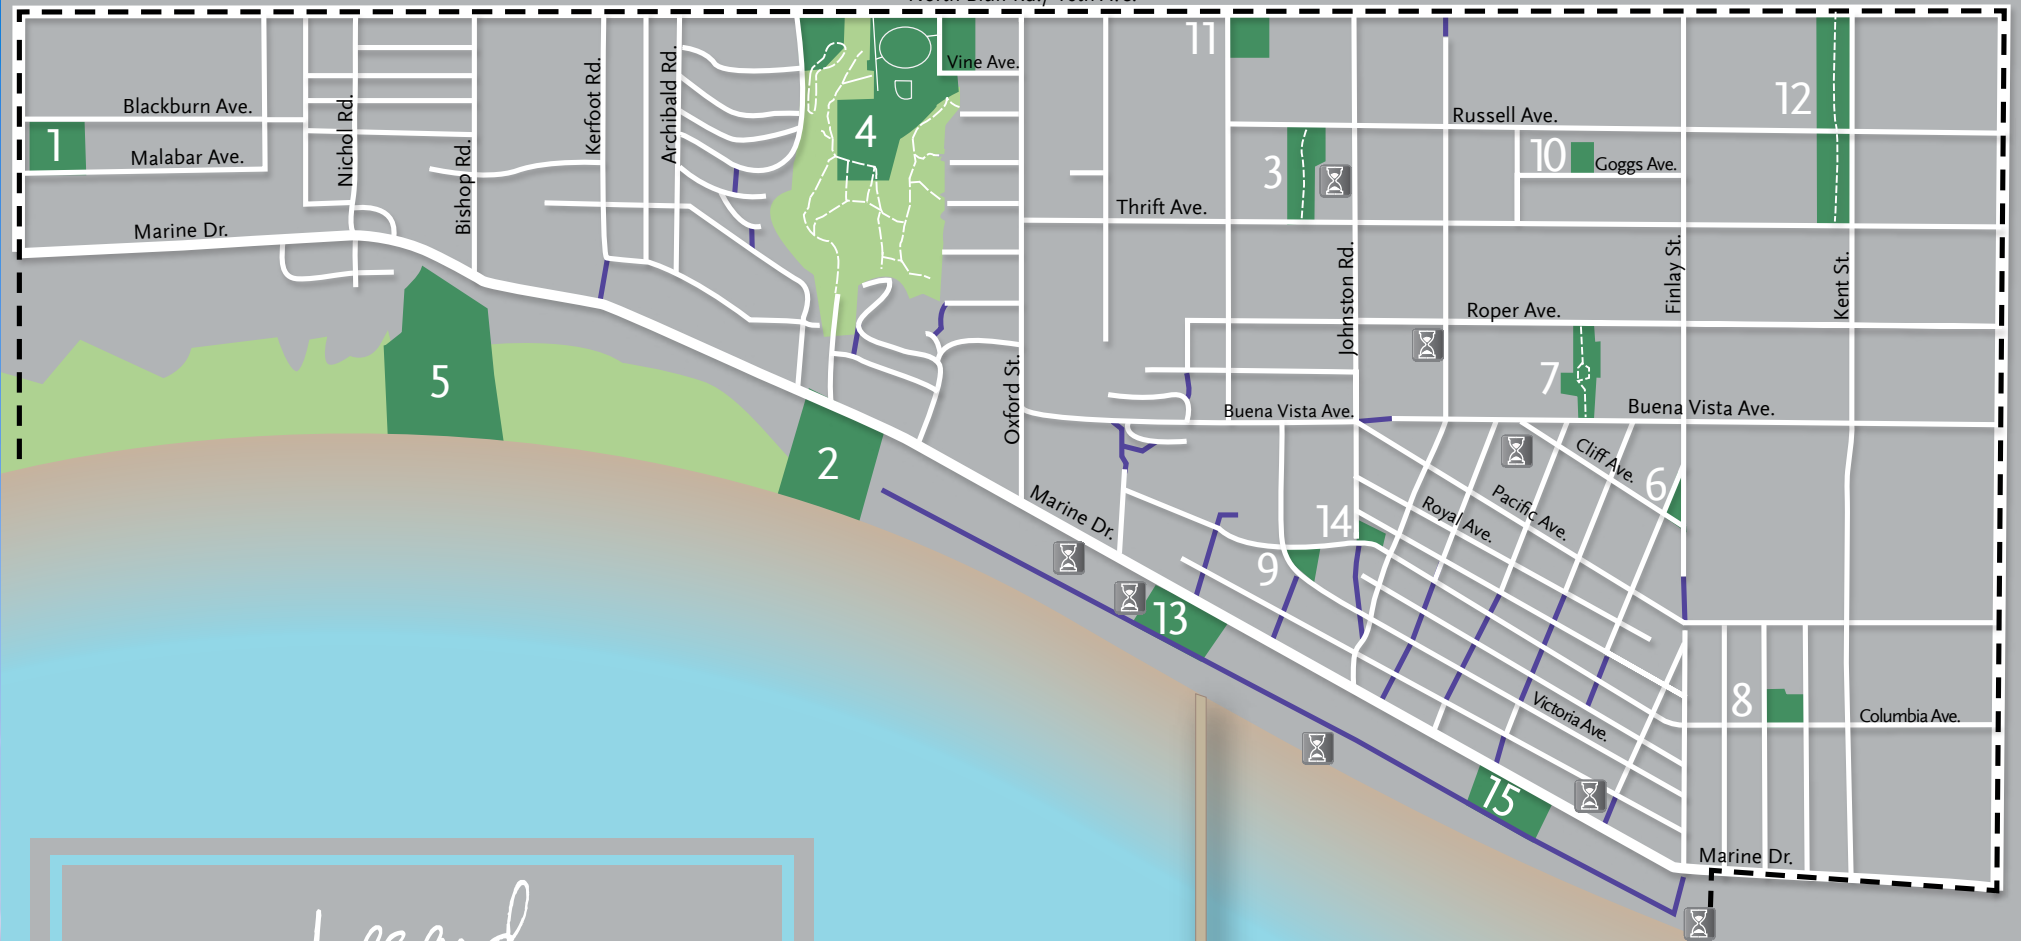 11
Vine Ave.
12
Blackburn Ave.
Russell Ave.
Kerfoot Rd.
Archibald Rd.
Nichol Rd.
4
1
Malabar Ave.
10
Goggs Ave.
3
Bishop Rd.
Thrift Ave.
Marine Dr.
Johnston Rd.
Finlay St.
Kent St.
Roper Ave.
5
7
Oxford St.
Buena Vista Ave.
Buena Vista Ave.
2
Cliff Ave.
6
Marine Dr.
Pacific Ave.
Royal Ave.
14
9
13
8
Victoria Ave.
Columbia Ave.
15
Marine Dr.